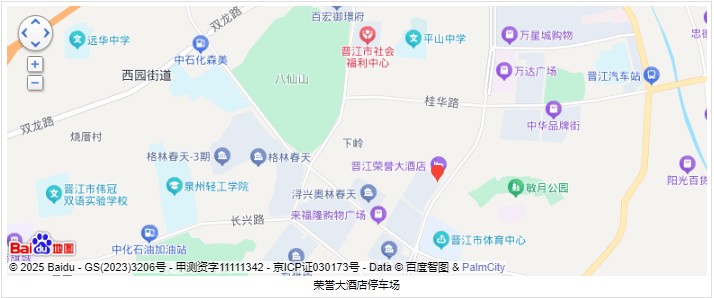 双龙路
百宏御璟府
忠
远华中学
平山中学
万星城购物
中石化森美
晋江市社会
福利中心
西园街道
八仙山
万达广场
晋江汽车站
桂华路
双龙路
中华品牌街
烧厝村
下岭
格林春天-3期
格林春天
晋江荣誉大酒店
阳光百货
晋江市伟冠
双语实验学校
泉州轻工学院
浔兴奥林春天
敏月公园
来福隆购物广场
长兴路
晋江市体育中心
中化石油加油站
Bai du 地图
© 2025 Baidu - GS(2023)3206号 - 甲测资字11111342 - 京ICP证030173号 - Data © 百度智图 & PalmCity
荣誉大酒店停车场